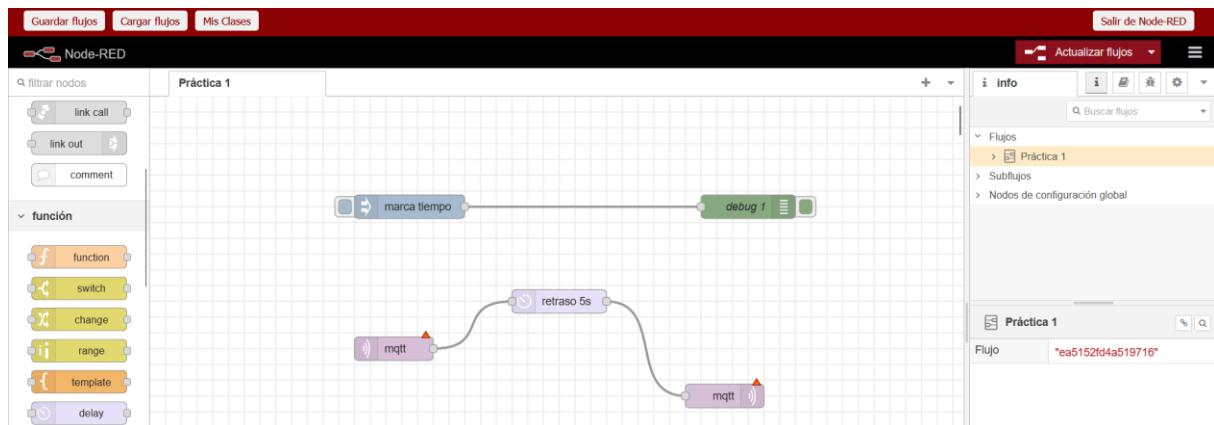 Guardar flujos Cargar flujos Mis Clases Salir de Node-RED
Node-RED Actualizar flujos
filtrar nodos
link call
link out
comment
función
function
switch
change
range
template
delay
Práctica 1
marca tiempo
debug 1
retraso 5s
mqtt
mqtt
i info
Buscar flujos
Flujos
Práctica 1
Subflujos
Nodos de configuración global
Práctica 1
Flujo "ea5152fd4a519716"